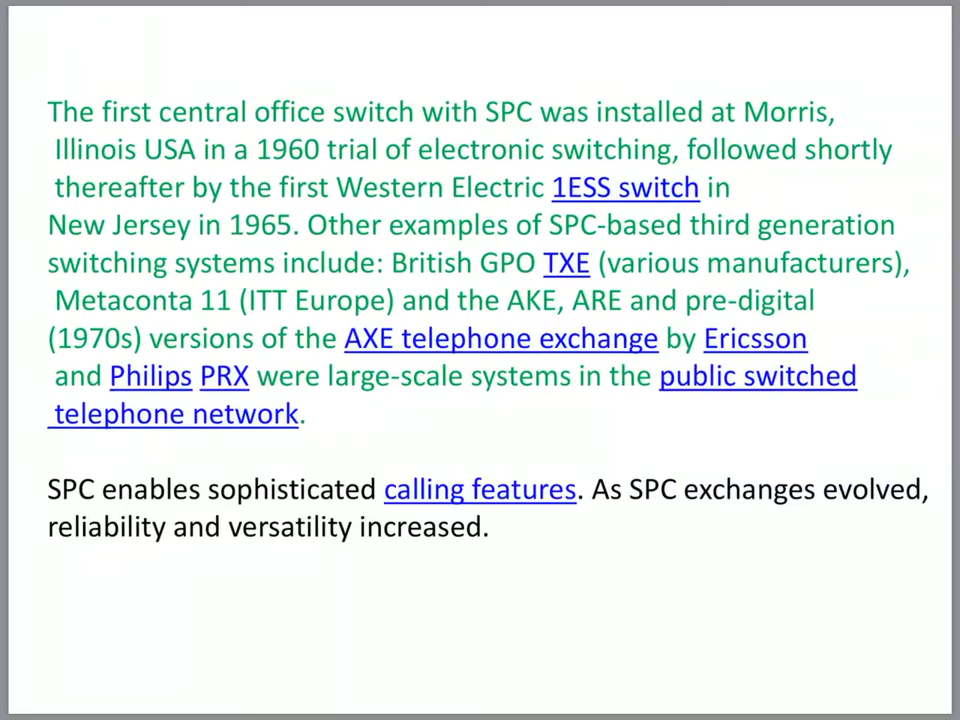 The first central office switch with SPC was installed at Morris,
Illinois USA in a 1960 trial of electronic switching, followed shortly
thereafter by the first Western Electric 1ESS switch in
New Jersey in 1965. Other examples of SPC-based third generation
switching systems include: British GPO TXE (various manufacturers),
Metaconta 11 (ITT Europe) and the AKE, ARE and pre-digital
(1970s) versions of the AXE telephone exchange by Ericsson
and Philips PRX were large-scale systems in the public switched
telephone network.
SPC enables sophisticated calling features. As SPC exchanges evolved,
reliability and versatility increased.